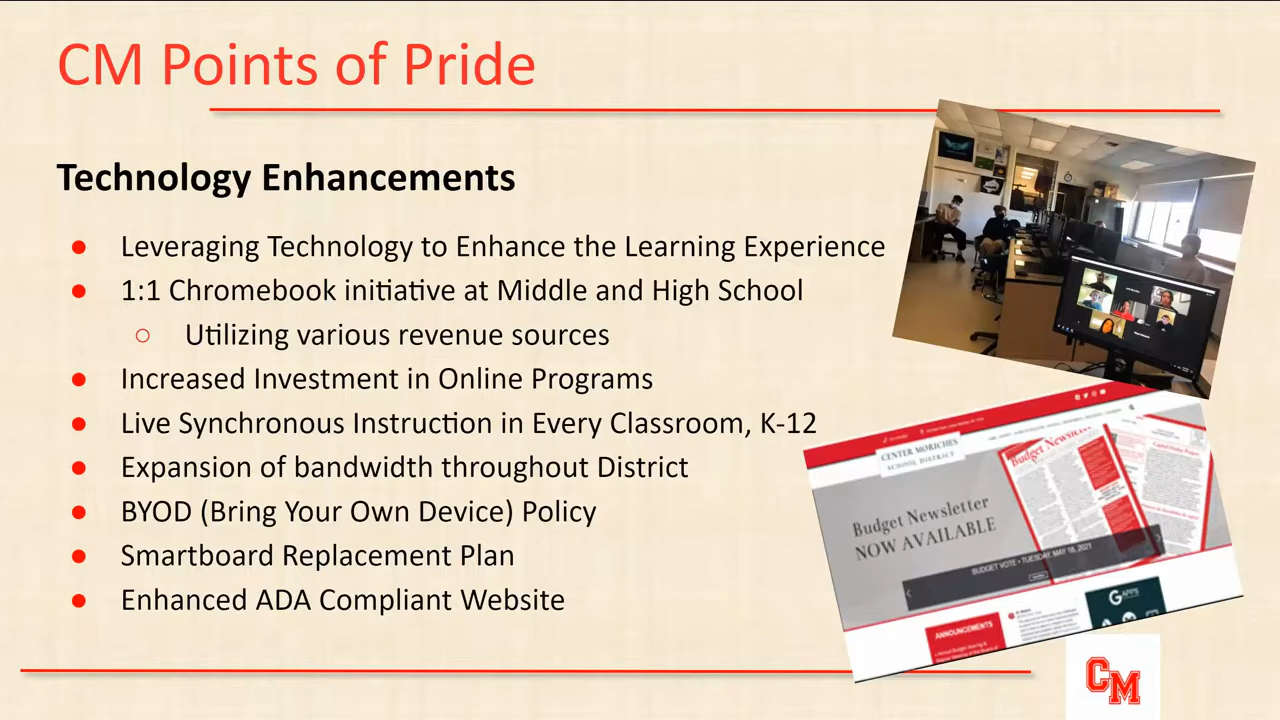 CM Points of Pride
Technology Enhancements
● Leveraging Technology to Enhance the Learning Experience
● 1:1 Chromebook initiative at Middle and High School
○ Utilizing various revenue sources
● Increased Investment in Online Programs
● Live Synchronous Instruction in Every Classroom, K-12
● Expansion of bandwidth throughout District
● BYOD (Bring Your Own Device) Policy
● Smartboard Replacement Plan
● Enhanced ADA Compliant Website
CENTER MORICHES
SCHOOL DISTRICT
Budget Newsletter
NOW AVAILABLE
Budget Newsletter
BUDGET VOTE • TUESDAY, MAY 18, 2021
ANNOUNCEMENTS
GAPPS
CM